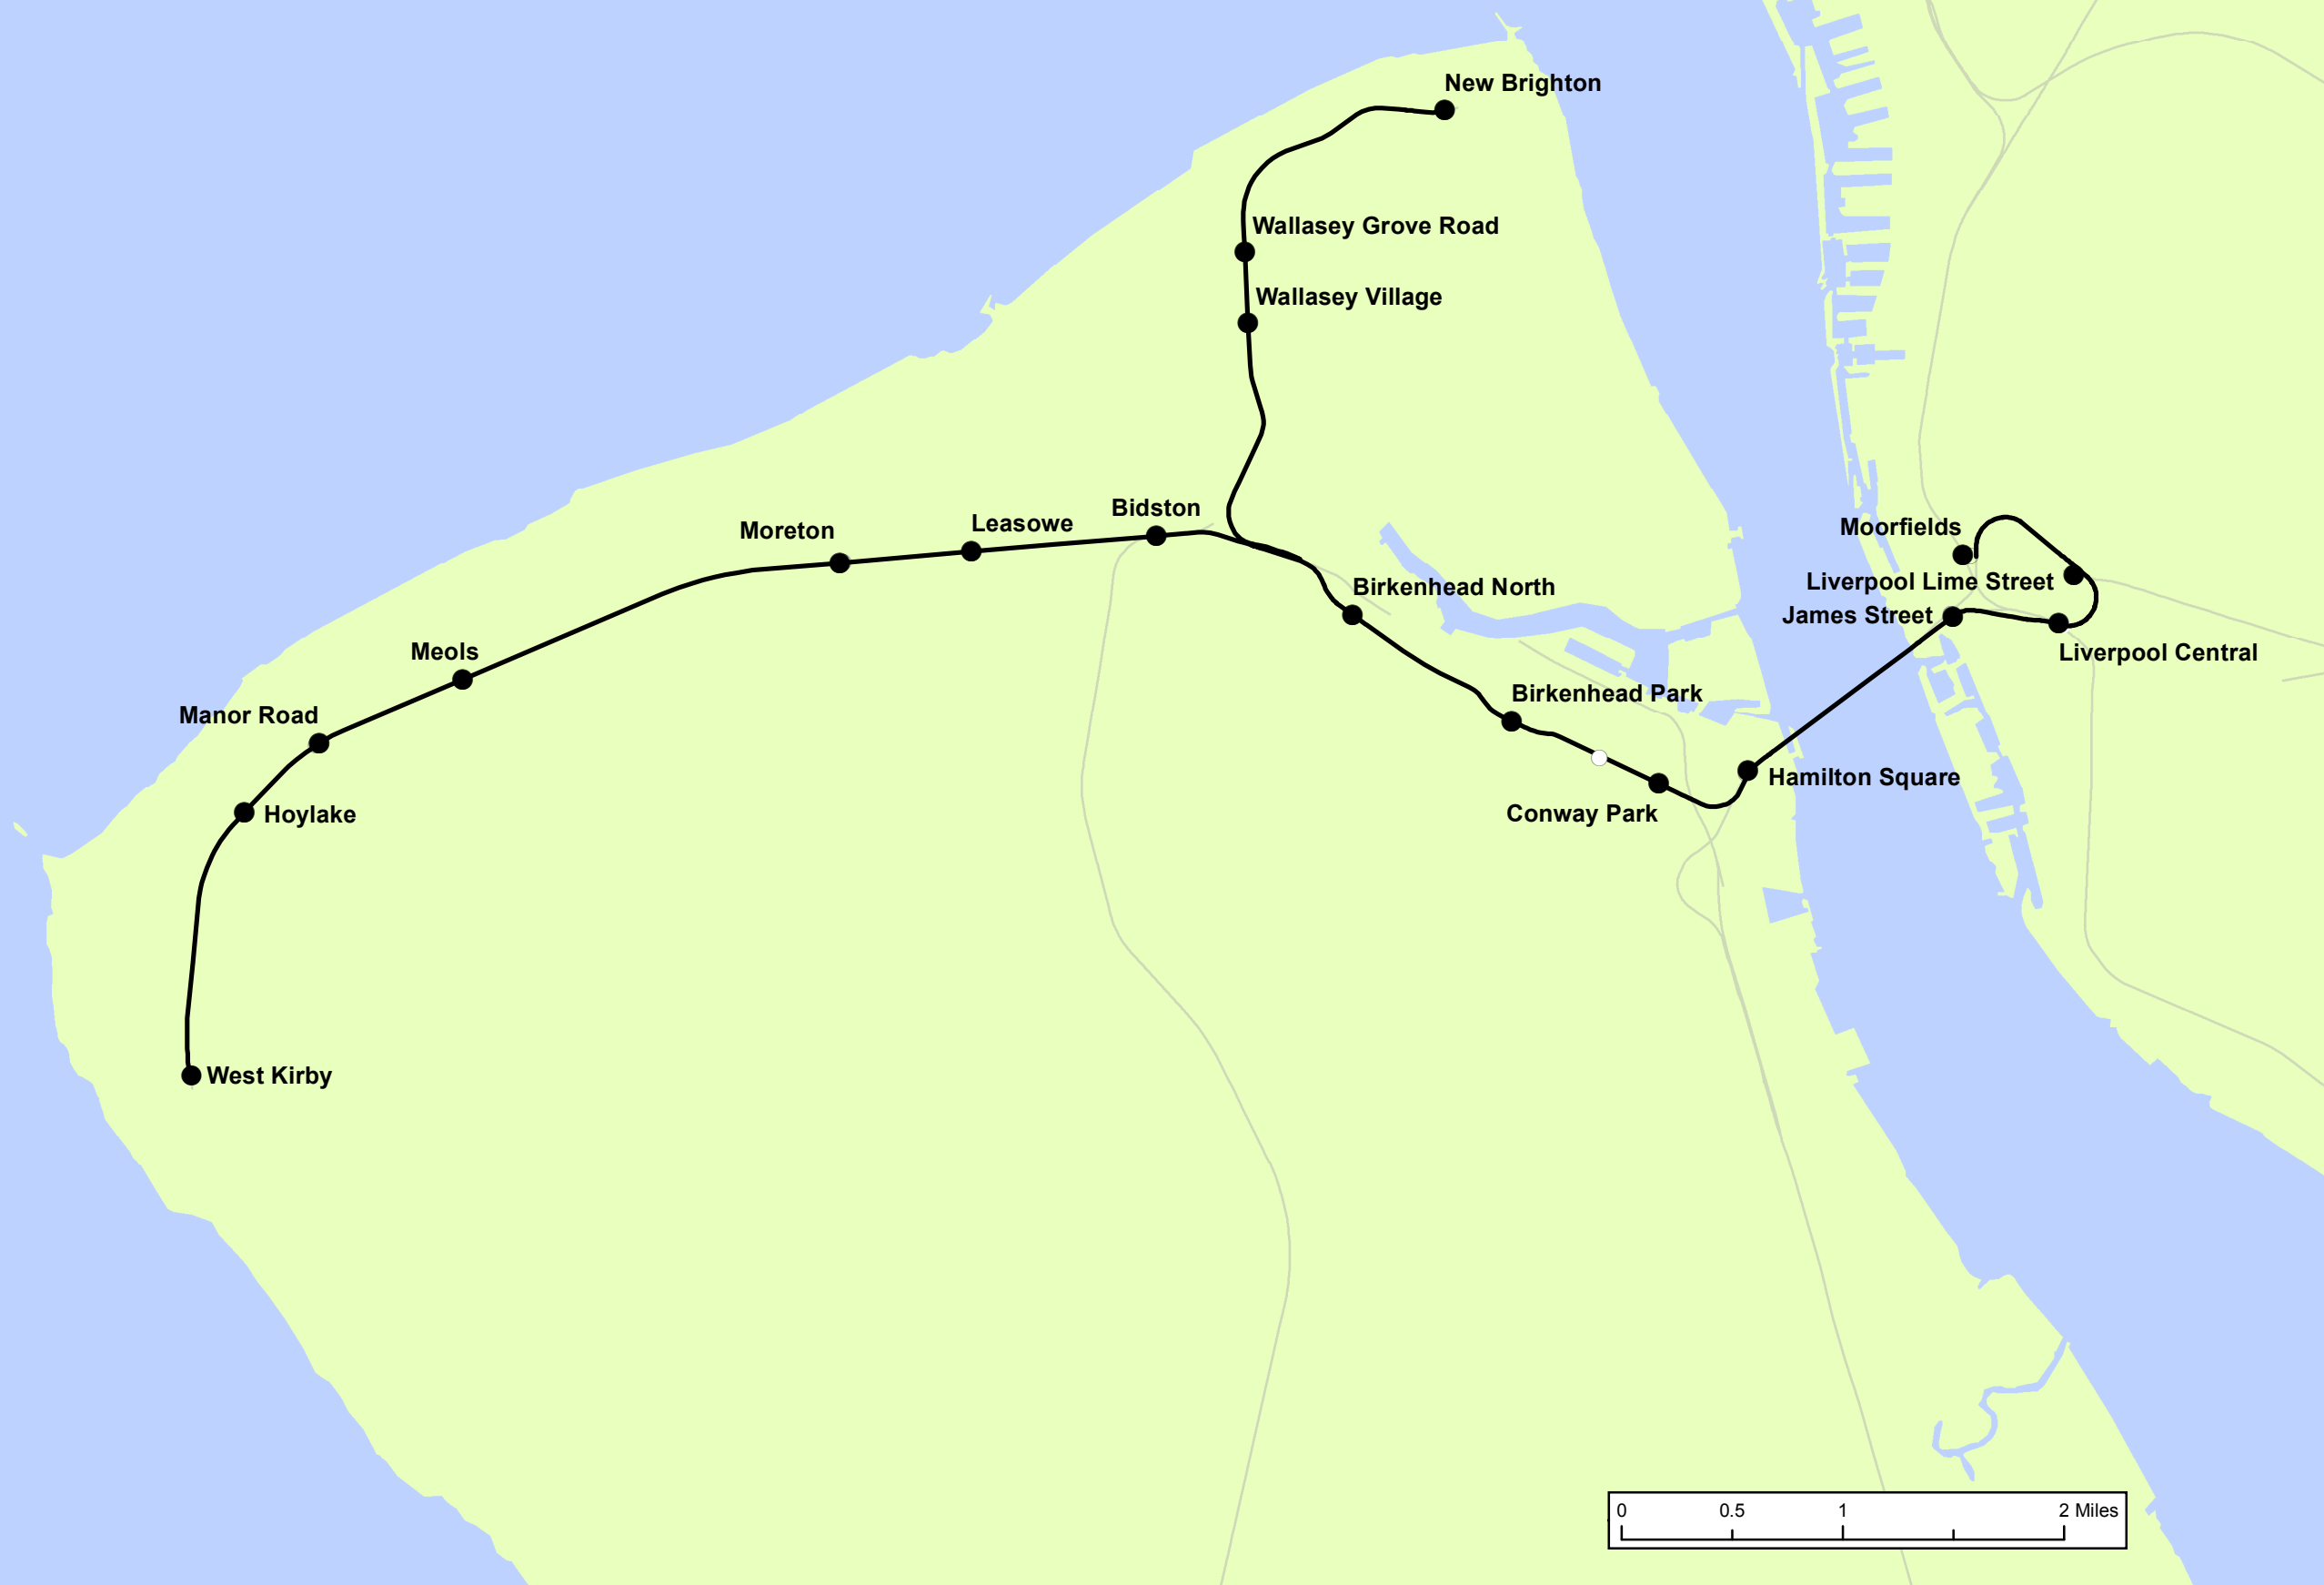 New Brighton
Wallasey Grove Road
Wallasey Village
Bidston
Leasowe
Moreton
Moorfields
Liverpool Lime Street
Birkenhead North
James Street
Meols
Liverpool Central
Birkenhead Park
Manor Road
Hamilton Square
Hoylake
Conway Park
West Kirby
0 0.5 1 2 Miles